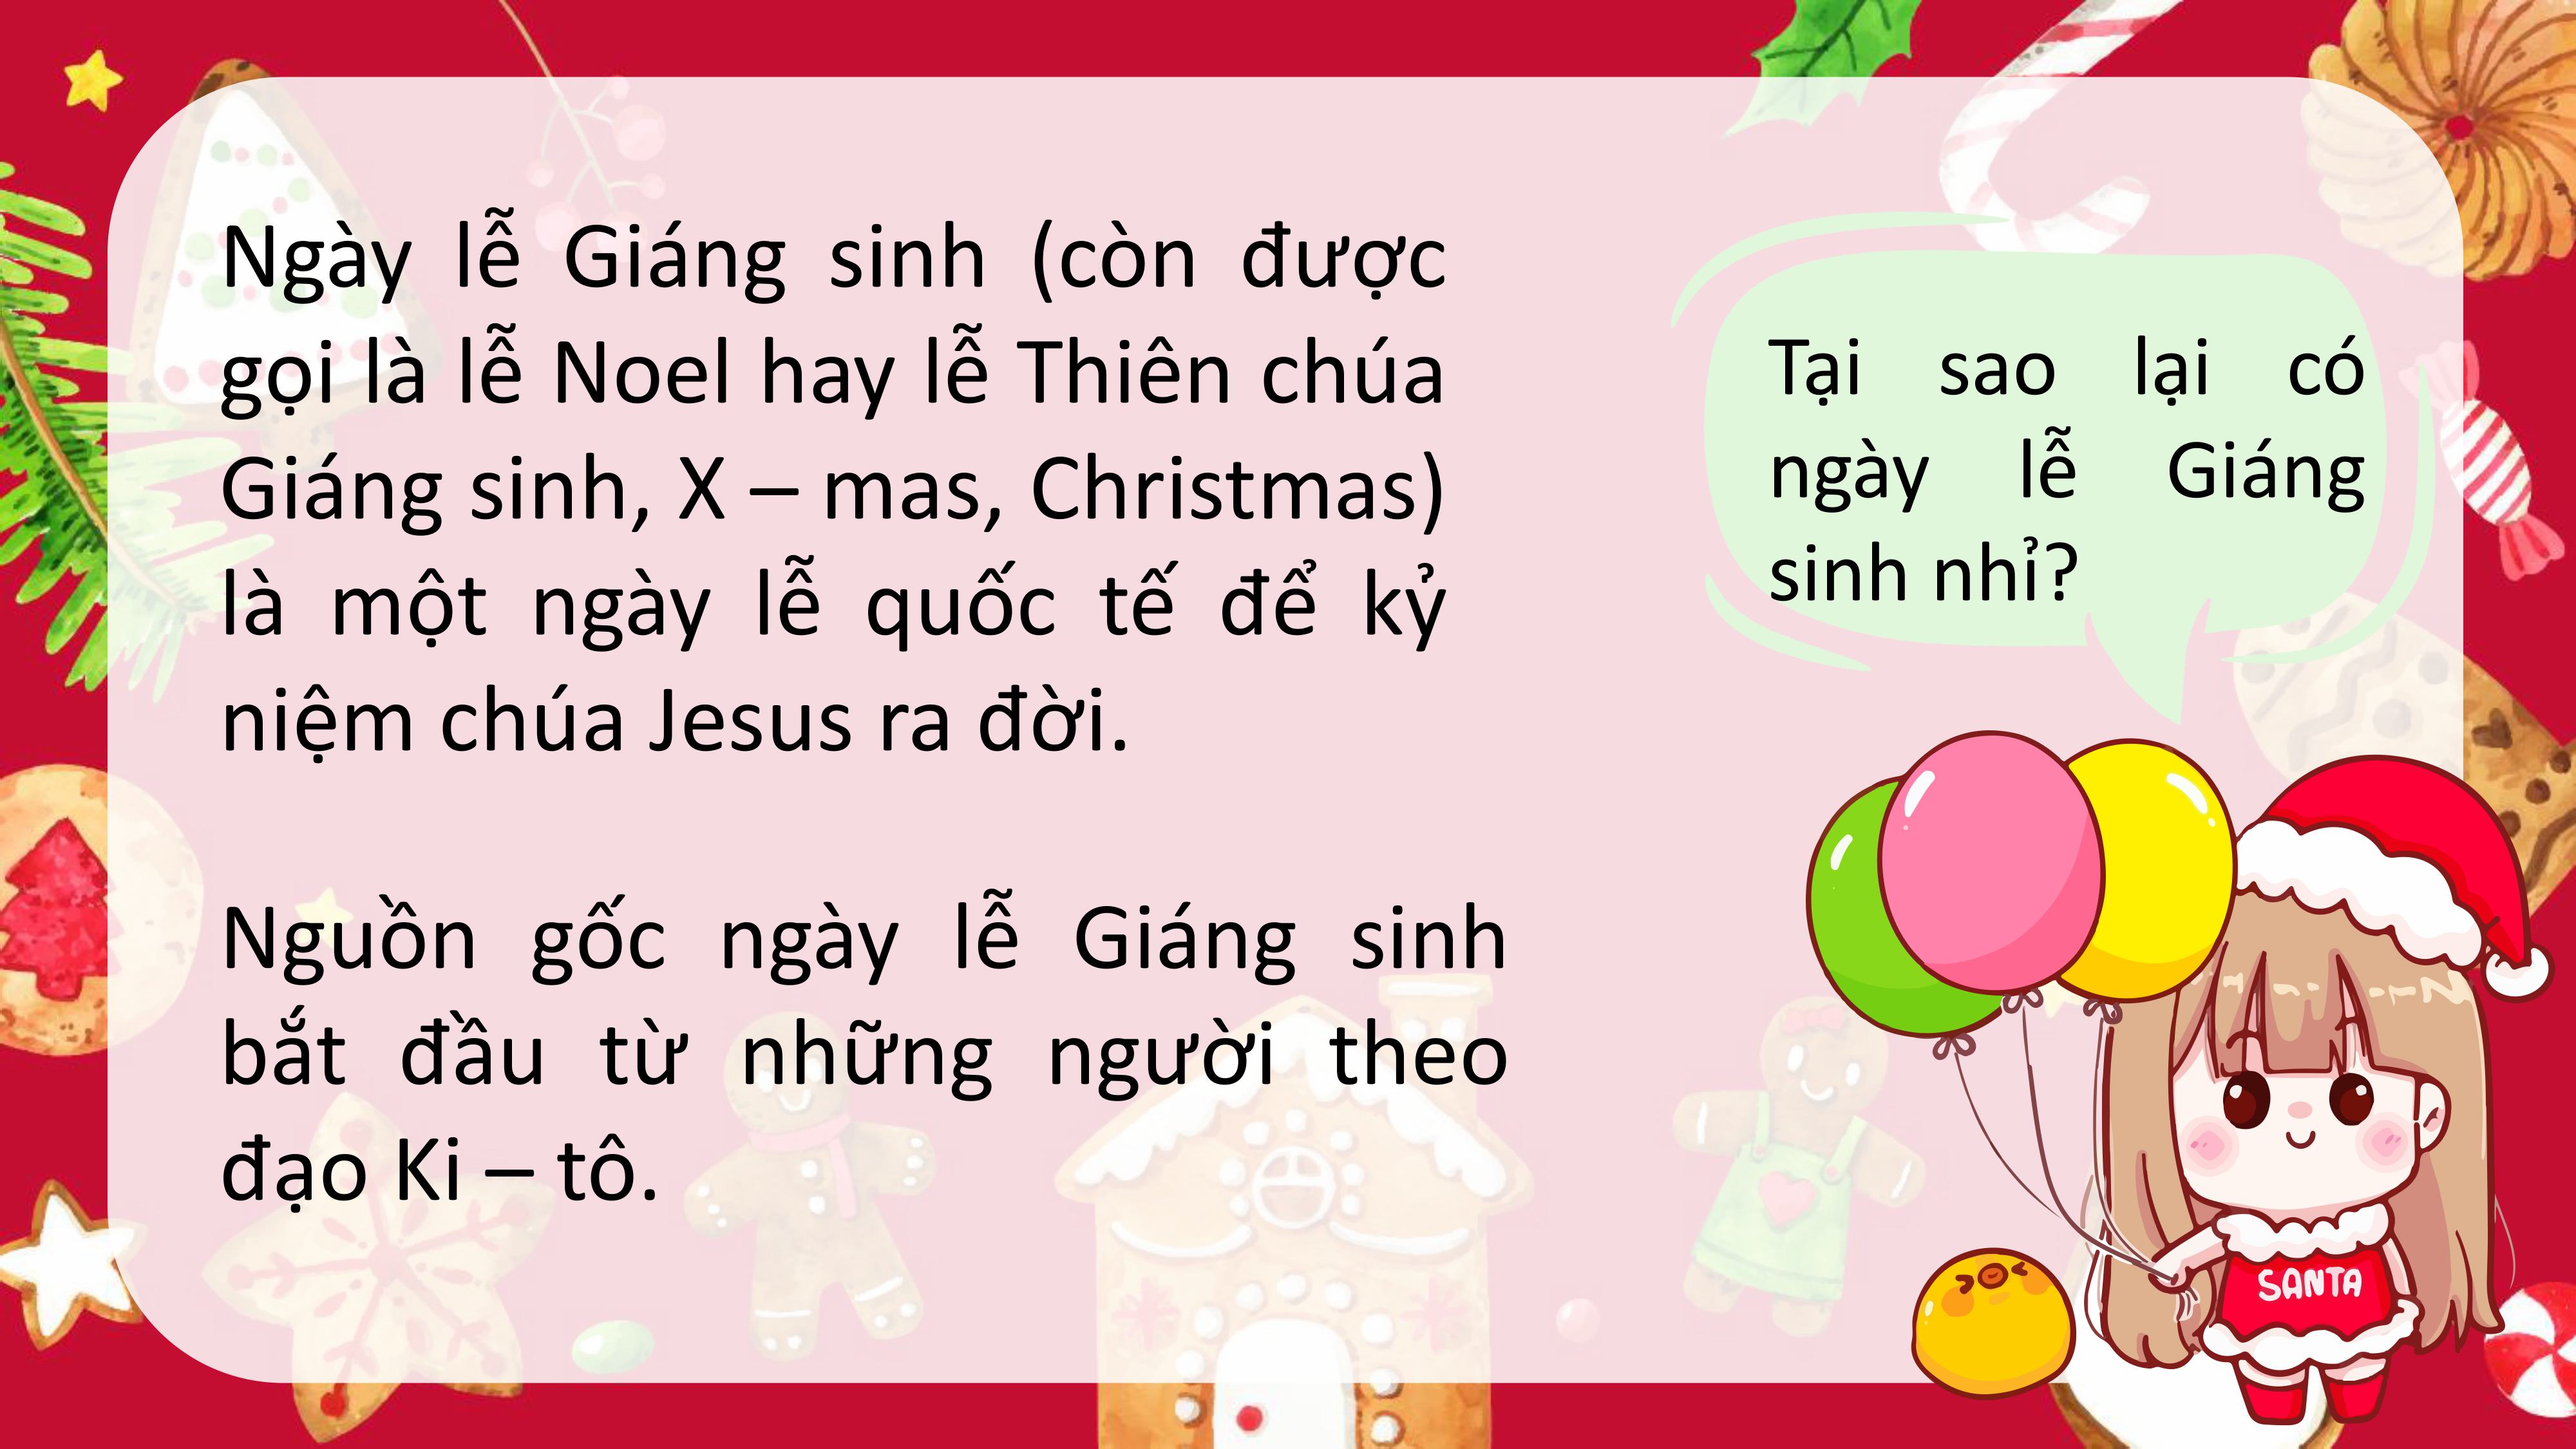 Ngày lễ Giáng sinh (còn được
gọi là lễ Noel hay lễ Thiên chúa
Giáng sinh, X – mas, Christmas)
là một ngày lễ quốc tế để kỷ
niệm chúa Jesus ra đời.
Nguồn gốc ngày lễ Giáng sinh
bắt đầu từ những người theo
đạo Ki – tô.
Tại sao lại có
ngày lễ Giáng
sinh nhỉ?
SANTA